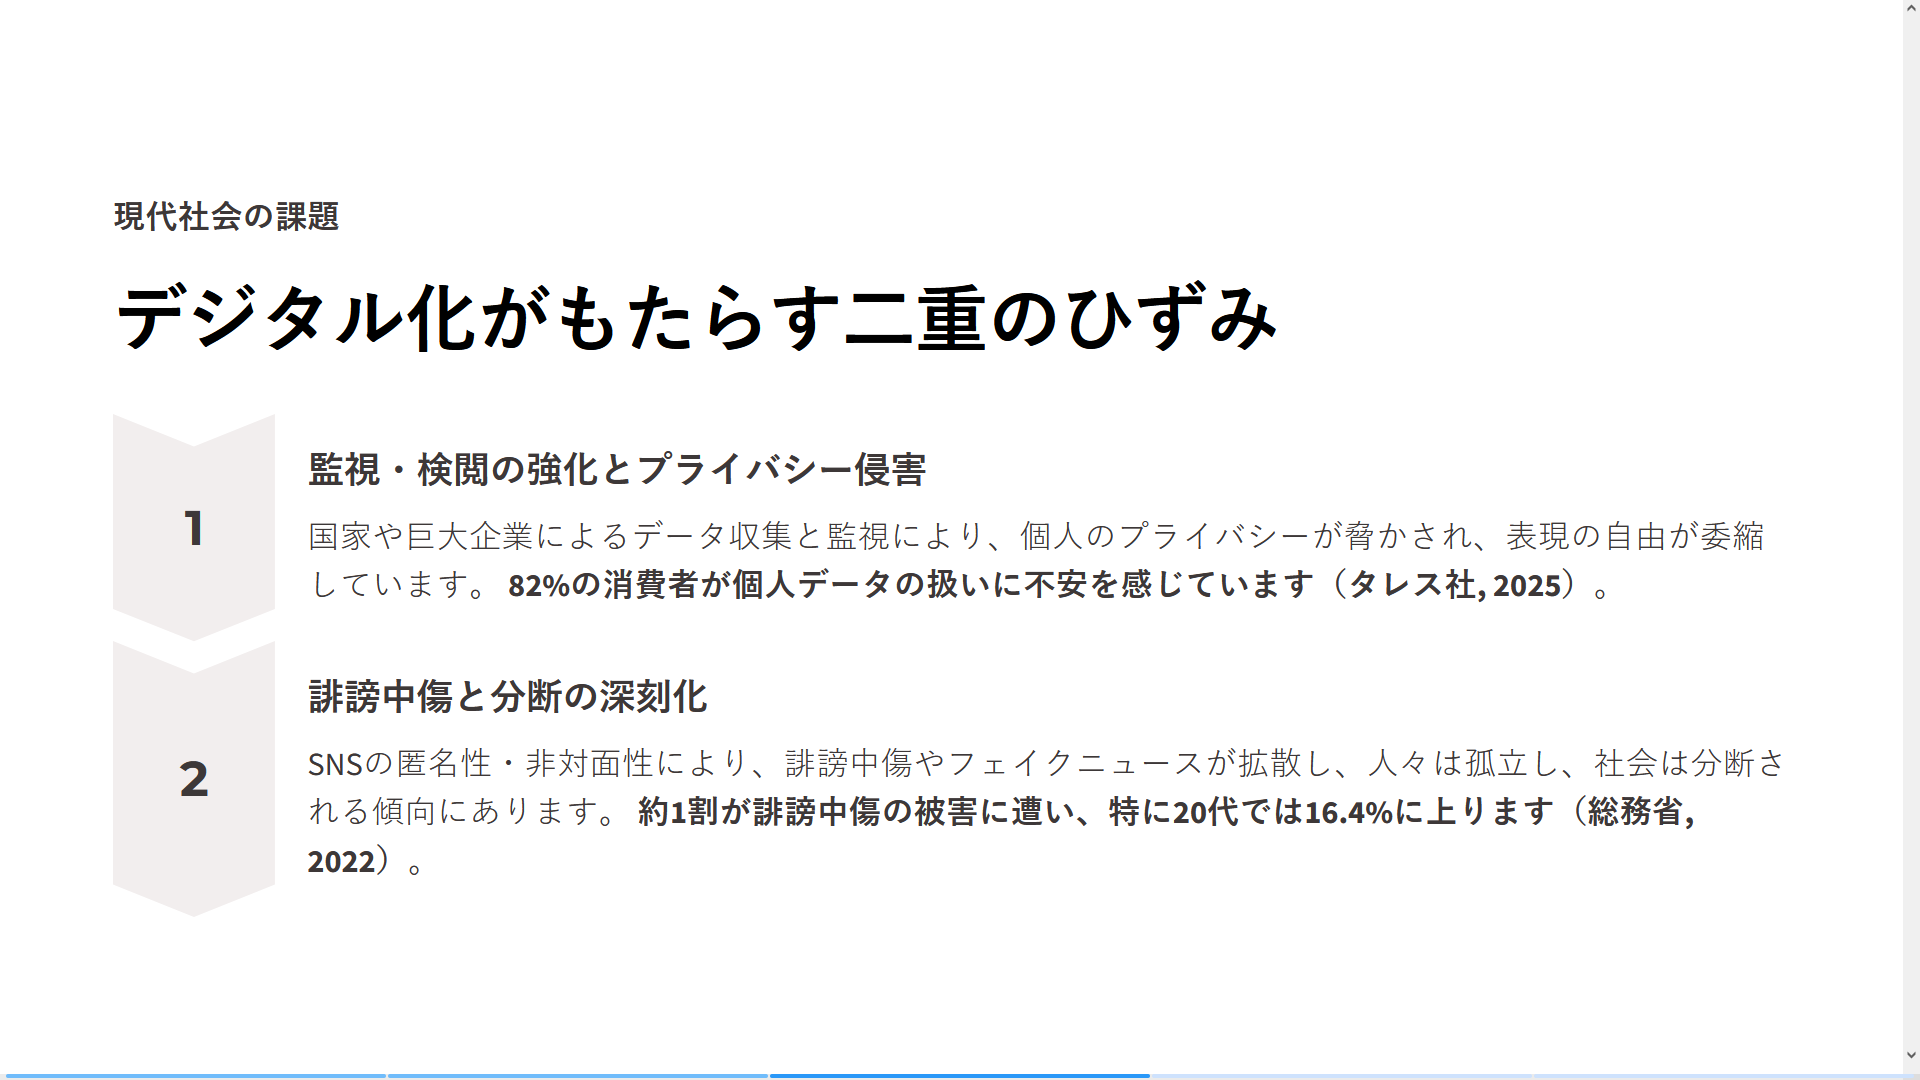 現代社会の課題
デジタル化がもたらす二重のひずみ
1
監視・検閲の強化とプライバシー侵害
国家や巨大企業によるデータ収集と監視により、個人のプライバシーが脅かされ、表現の自由が委縮
しています。 82%の消費者が個人データの扱いに不安を感じています（タレス社, 2025）。
2
誹謗中傷と分断の深刻化
SNSの匿名性・非対面性により、誹謗中傷やフェイクニュースが拡散し、人々は孤立し、社会は分断さ
れる傾向にあります。 約1割が誹謗中傷の被害に遭い、特に20代では16.4%に上ります（総務省,
2022）。